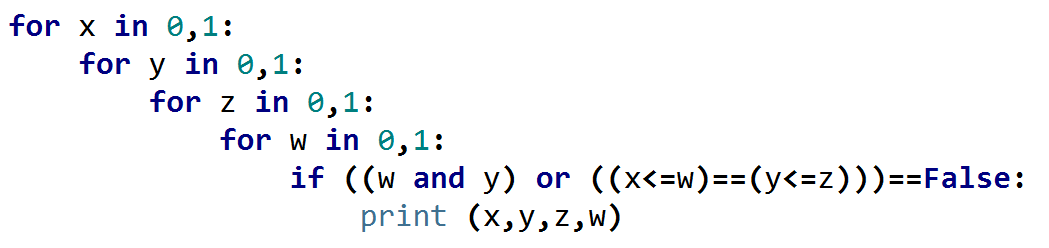 for x in 0,1:
    for y in 0,1:
        for z in 0,1:
            for w in 0,1:
                if ((w and y) or ((x<=w)==(y<=z)))==False:
                    print (x,y,z,w)